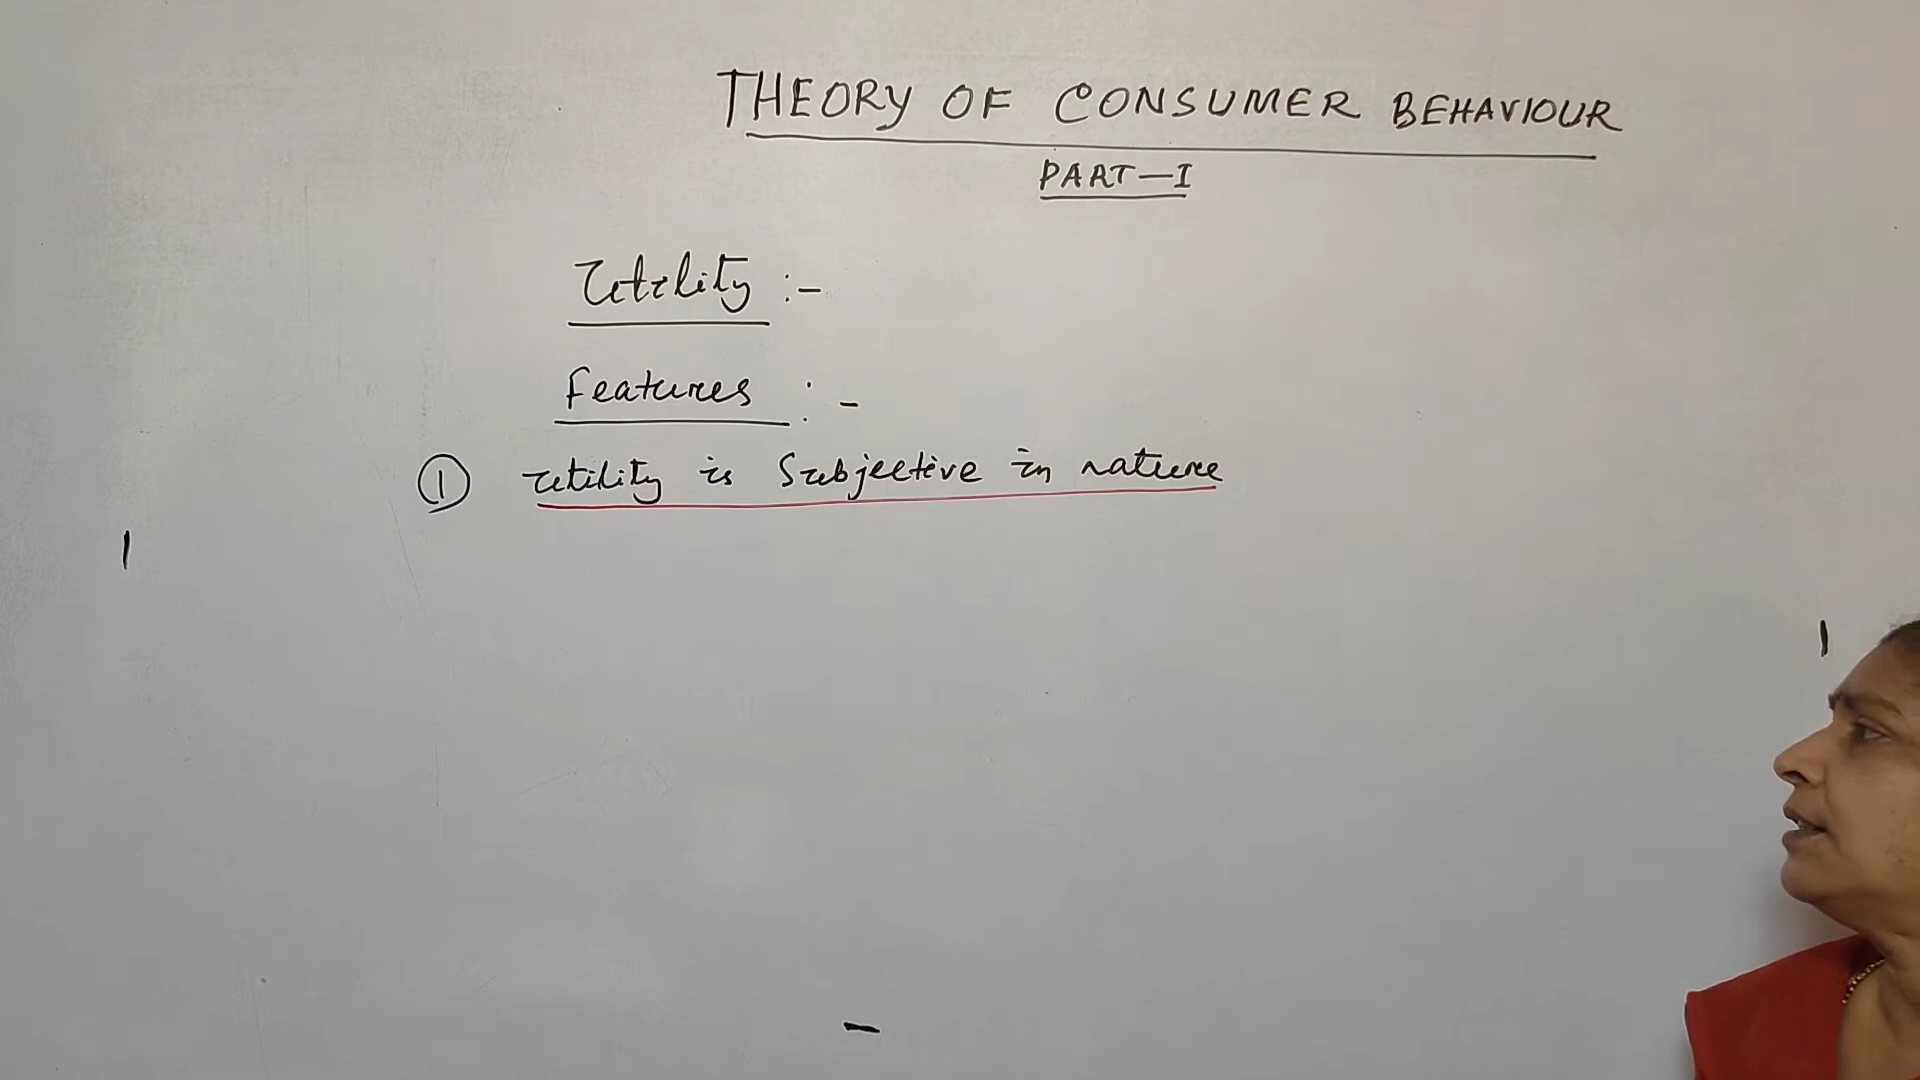 THEORY OF CONSUMER BEHAVIOUR
PART-I
Utility :-
Features :-
① Utility is Subjective in nature